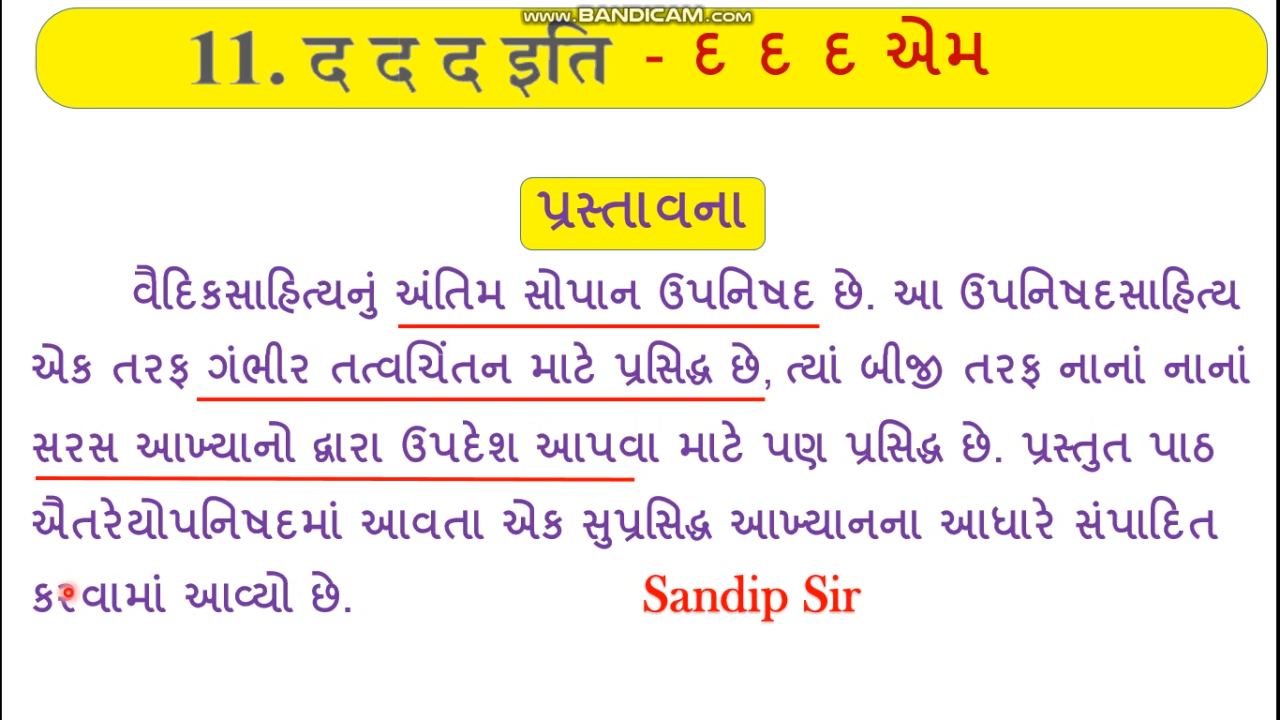 www.BANDICAM.com
11. द द द इति - દ દ દ એમ
પ્રસ્તાવના
વૈદિકસાહિત્યનું અંતિમ સોપાન ઉપનિષદ છે. આ ઉપનિષદસાહિત્ય
એક તરફ ગંભીર તત્વચિંતન માટે પ્રસિદ્ધ છે, ત્યાં બીજી તરફ નાનાં નાનાં
સરસ આખ્યાનો દ્વારા ઉપદેશ આપવા માટે પણ પ્રસિદ્ધ છે. પ્રસ્તુત પાઠ
ઐતરેયોપનિષદમાં આવતા એક સુપ્રસિદ્ધ આખ્યાનના આધારે સંપાદિત
કરવામાં આવ્યો છે.
Sandip Sir